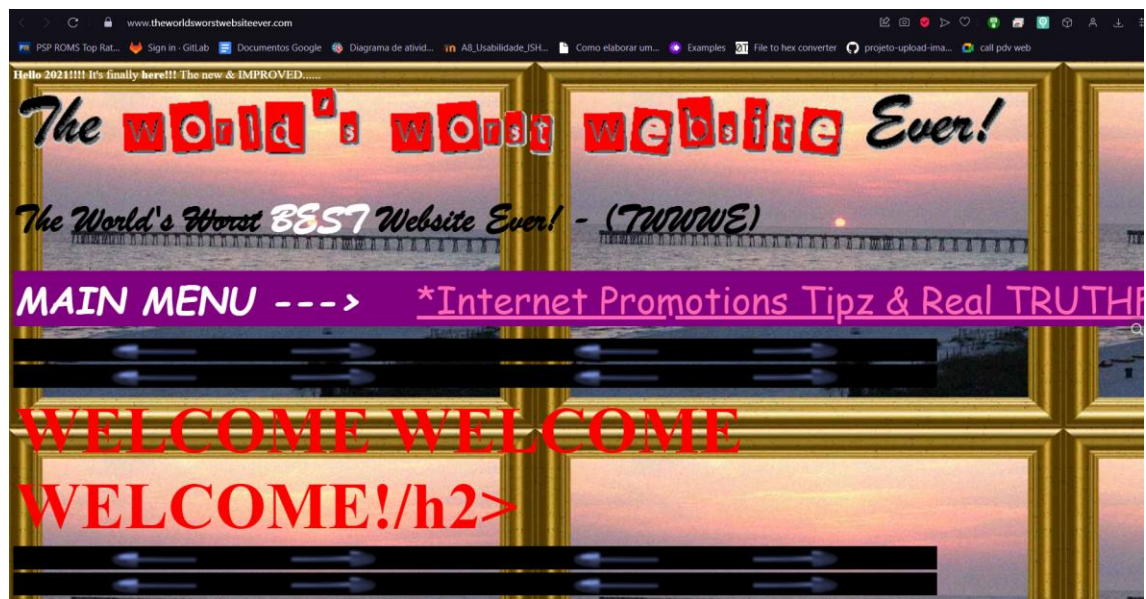 www.theworldsworstwebsiteever.com
PSP ROMS Top Rat... Sign in · GitLab Documentos Google Diagrama de ativid... A8_Usabilidade_ISH... Como elaborar um... Examples File to hex converter projeto-upload-ima... call pdv web
Hello 2021!!!! It's finally here!!! The new & IMPROVED......
The world's worst website Ever!
The World's Worst BEST Website Ever! - (TWWWE)
MAIN MENU ---> *Internet Promotions Tipz & Real TRUTHF
WELCOME WELCOME
WELCOME!/h2>